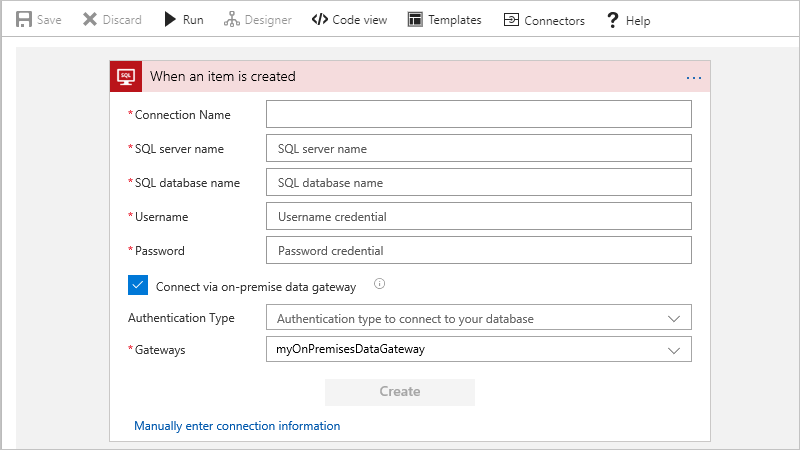 Save Discard Run Designer </> Code view Templates Connectors ? Help
SQL When an item is created ...
*Connection Name
*SQL server name SQL server name
*SQL database name SQL database name
*Username Username credential
*Password Password credential
Connect via on-premise data gateway i
Authentication Type Authentication type to connect to your database
*Gateways myOnPremisesDataGateway
Create
Manually enter connection information